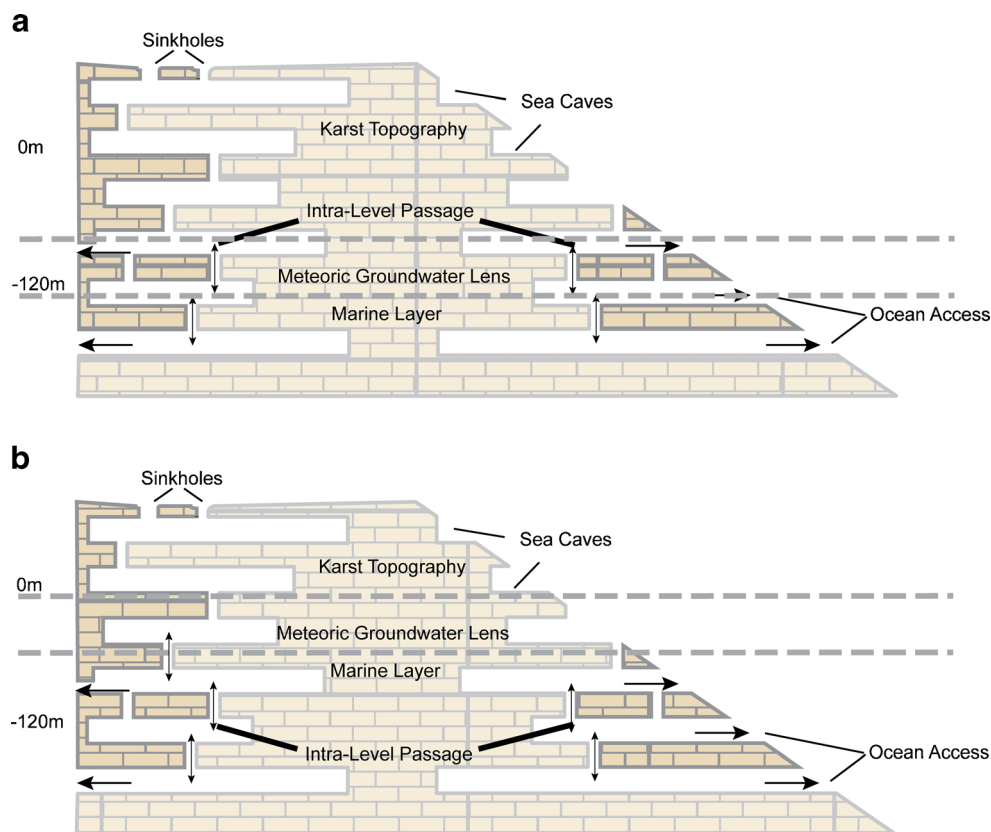 a
Sinkholes
Sea Caves
Karst Topography
0m
Intra-Level Passage
Meteoric Groundwater Lens
-120m
Marine Layer
Ocean Access
b
Sinkholes
Sea Caves
Karst Topography
0m
Meteoric Groundwater Lens
Marine Layer
-120m
Intra-Level Passage
Ocean Access